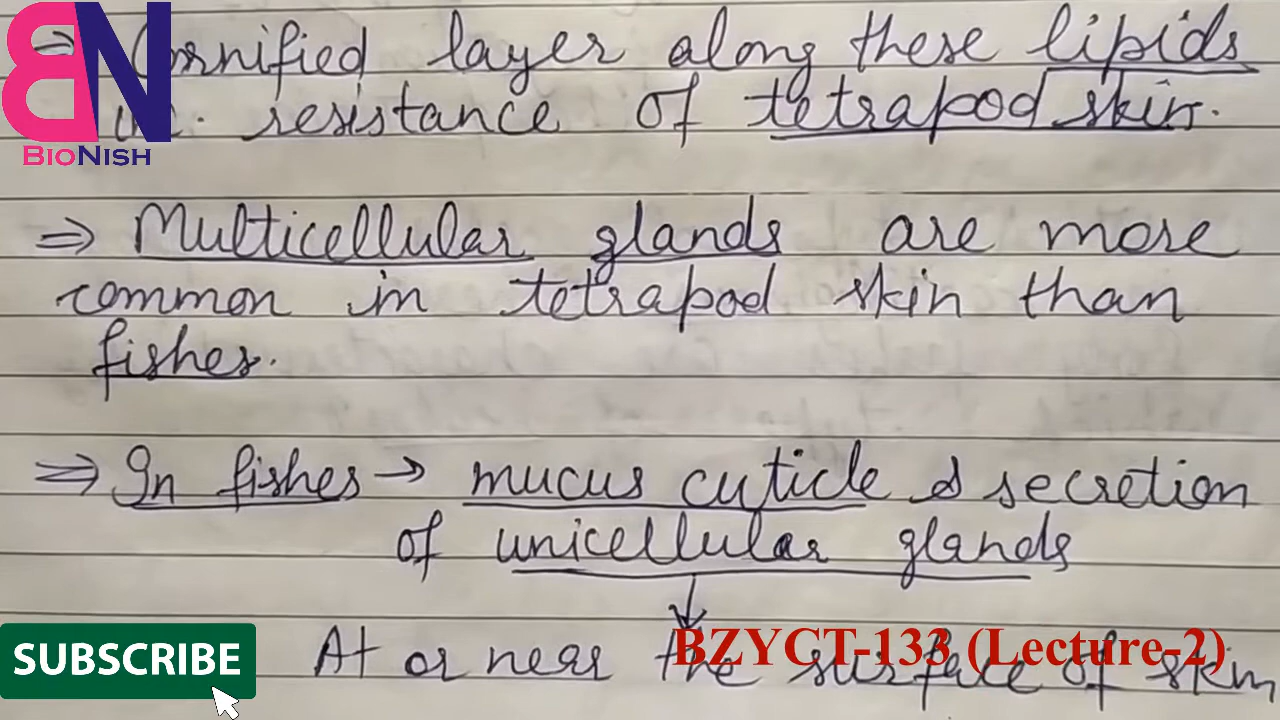 ⇒ Cornified layer along these lipids
inc. resistance of tetrapod skin.
BN
BIONISH
⇒ Multicellular glands are more
common in tetrapod skin than
fishes.
⇒ In fishes → mucus cuticle & secretion
of unicellular glands
↓
At or near the surface of skin
BZYCT-133 (Lecture-2)
SUBSCRIBE